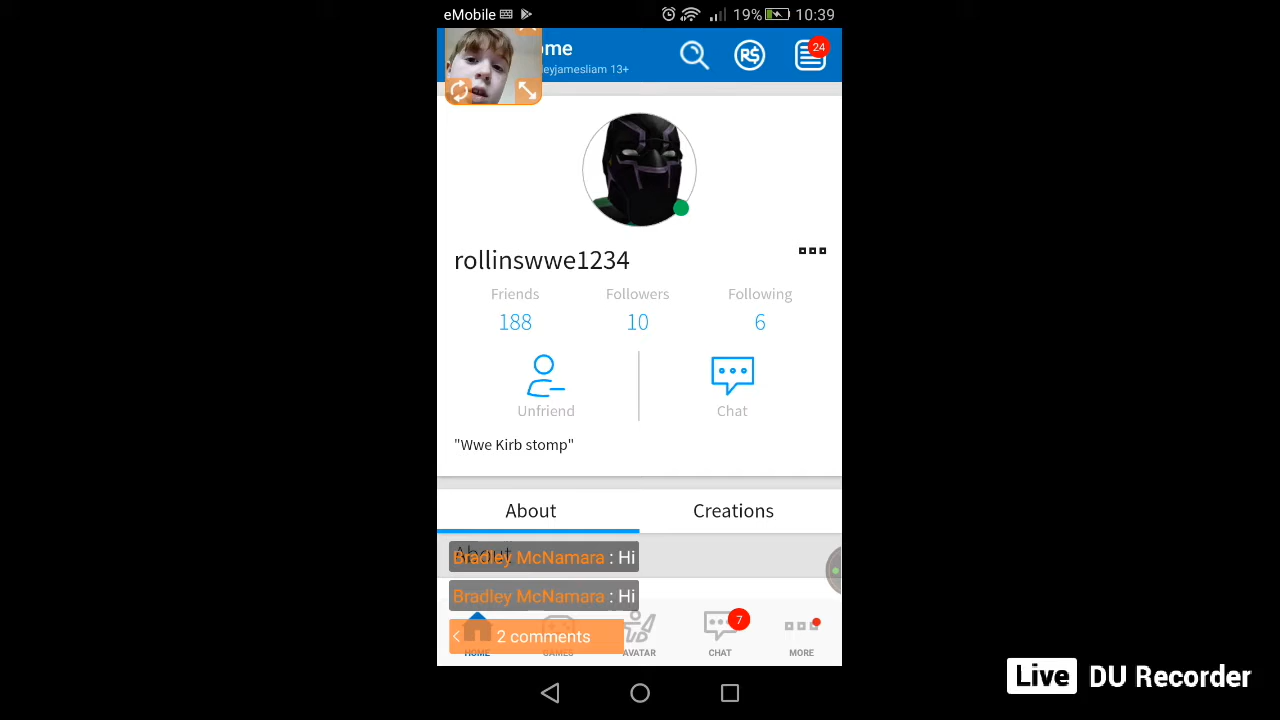 eMobile 19% 10:39
ome
eyjamesliam 13+
R$
24
rollinswwe1234
Friends Followers Following
188 10 6
Unfriend Chat
"Wwe Kirb stomp"
About Creations
About
Bradley McNamara : Hi
Bradley McNamara : Hi
2 comments
7
HOME GAMES AVATAR CHAT MORE
Live DU Recorder